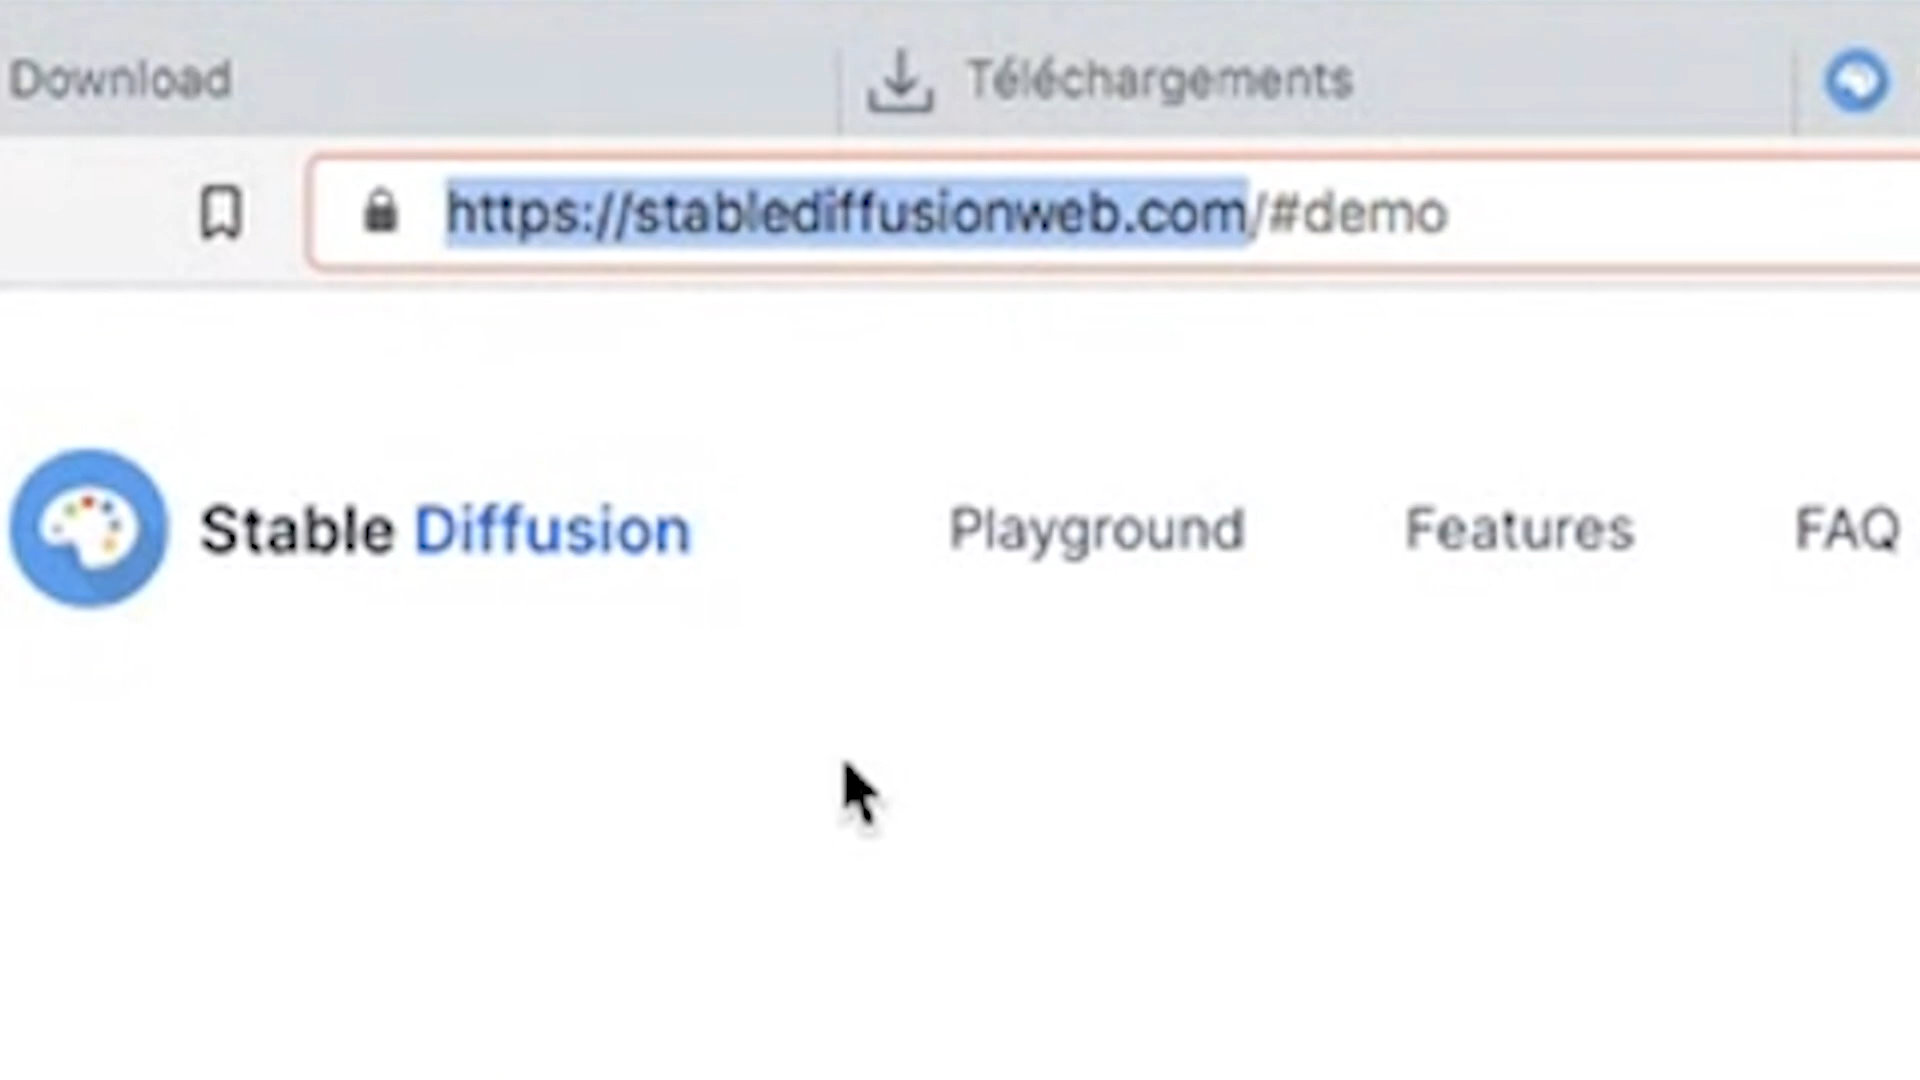 Download Téléchargements
https://stablediffusionweb.com/#demo
Stable Diffusion Playground Features FAQ